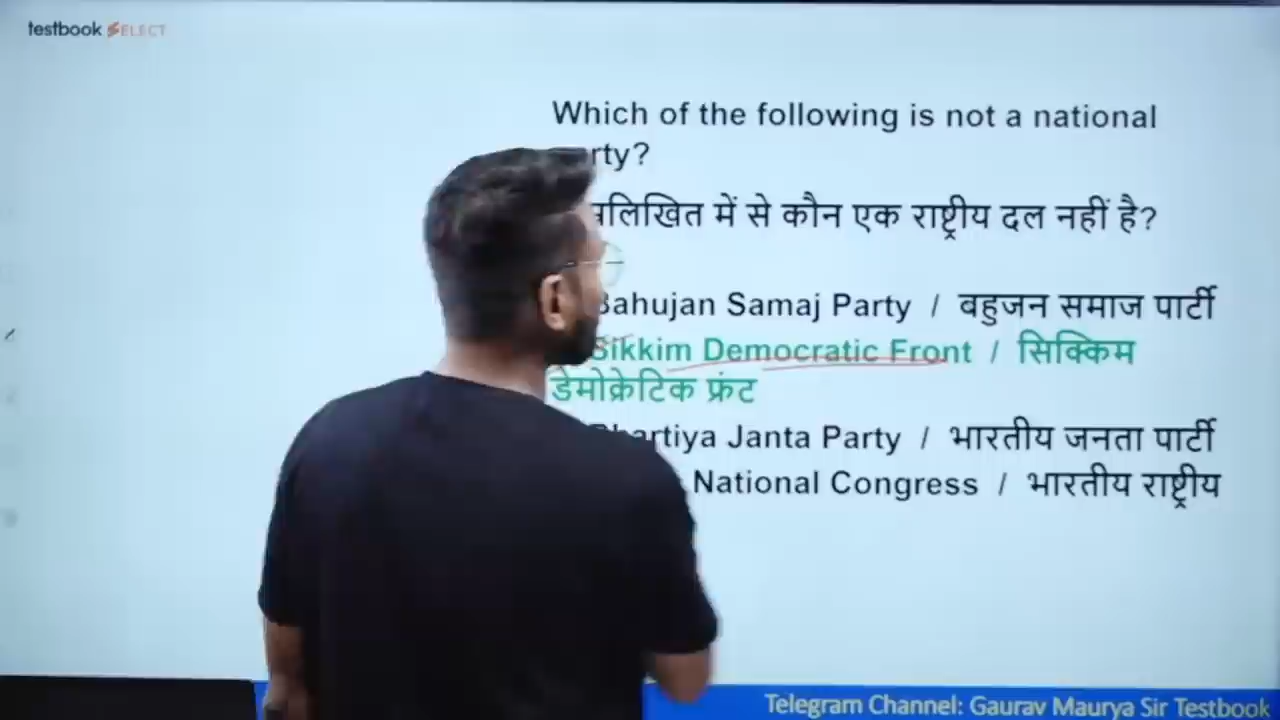 testbook SELECT
Which of the following is not a national
rty?
लिखित में से कौन एक राष्ट्रीय दल नहीं है?
Bahujan Samaj Party / बहुजन समाज पार्टी
Sikkim Democratic Front / सिक्किम
डेमोक्रेटिक फ्रंट
artiya Janta Party / भारतीय जनता पार्टी
National Congress / भारतीय राष्ट्रीय
Telegram Channel: Gaurav Maurya Sir Testbook